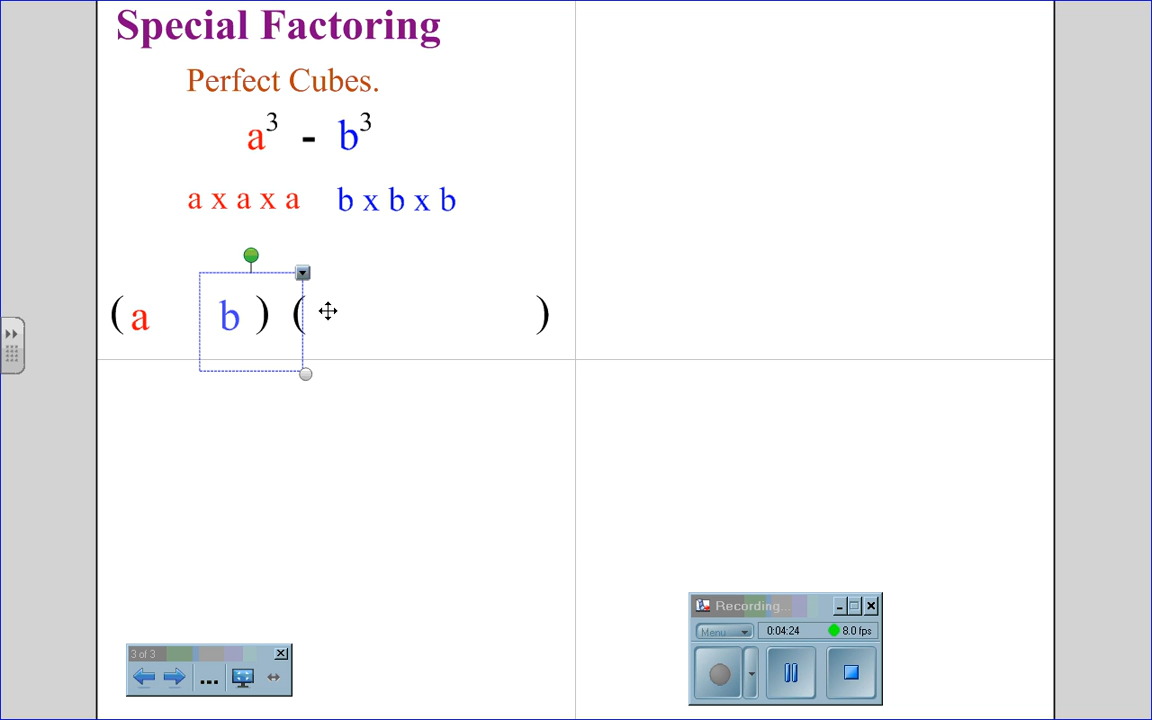 Special Factoring
Perfect Cubes.
a³ - b³
a x a x a b x b x b
(a b) ( )
Recording...
Menu 0:04:24 8.0 fps
3 of 3